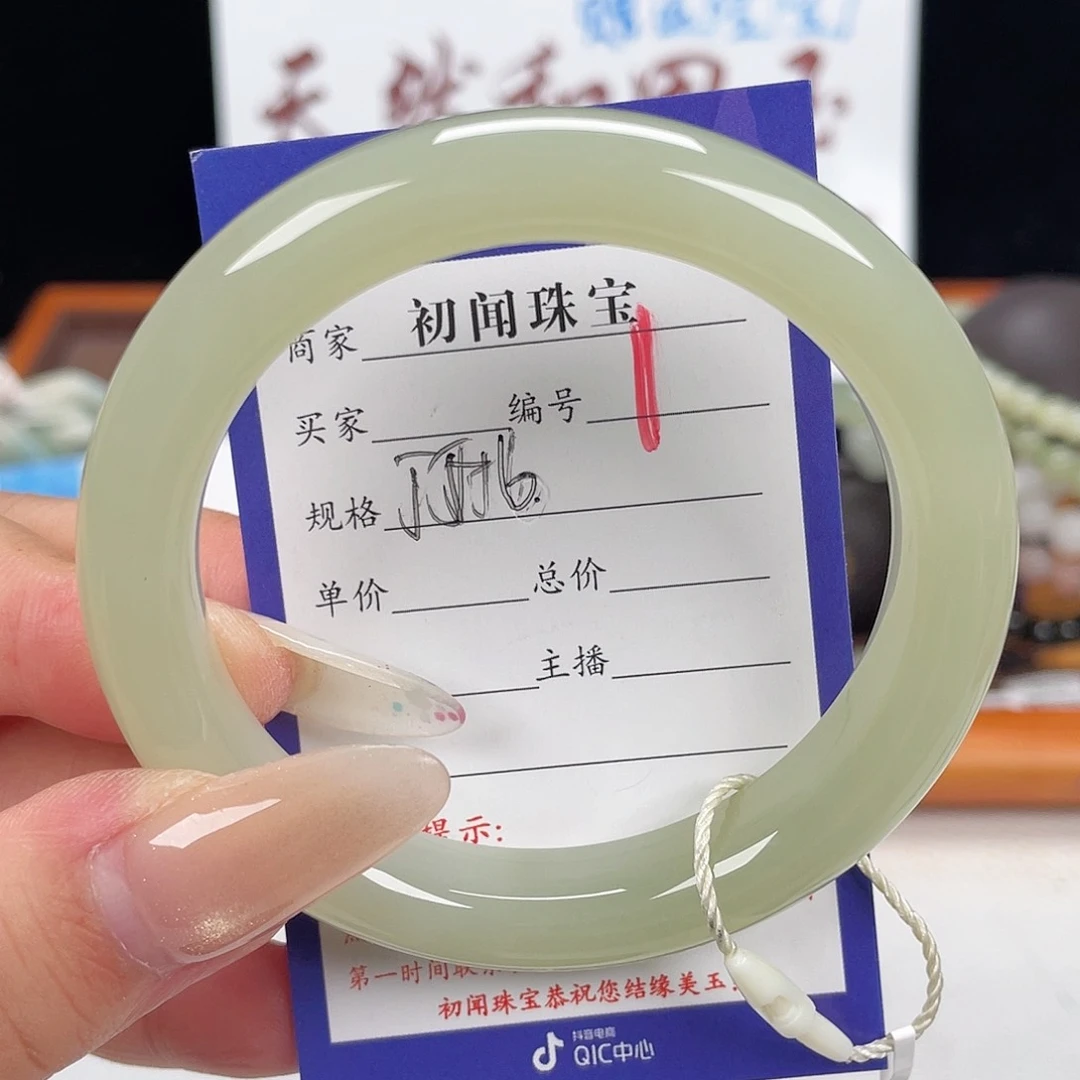 天然和田玉
商家 初闻珠宝
买家 编号
规格
单价 总价
主播
提示:
第一时间联系
初闻珠宝恭祝您结缘美玉!
抖音电商
QIC中心